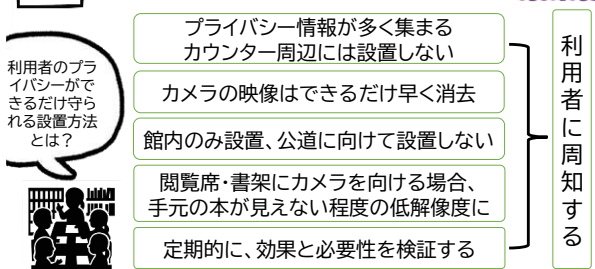 利用者のプラ
イバシーがで
きるだけ守ら
れる設置方法
とは？
プライバシー情報が多く集まる
カウンター周辺には設置しない
カメラの映像はできるだけ早く消去
館内のみ設置、公道に向けて設置しない
閲覧席・書架にカメラを向ける場合、
手元の本が見えない程度の低解像度に
定期的に、効果と必要性を検証する
利用者に周知する